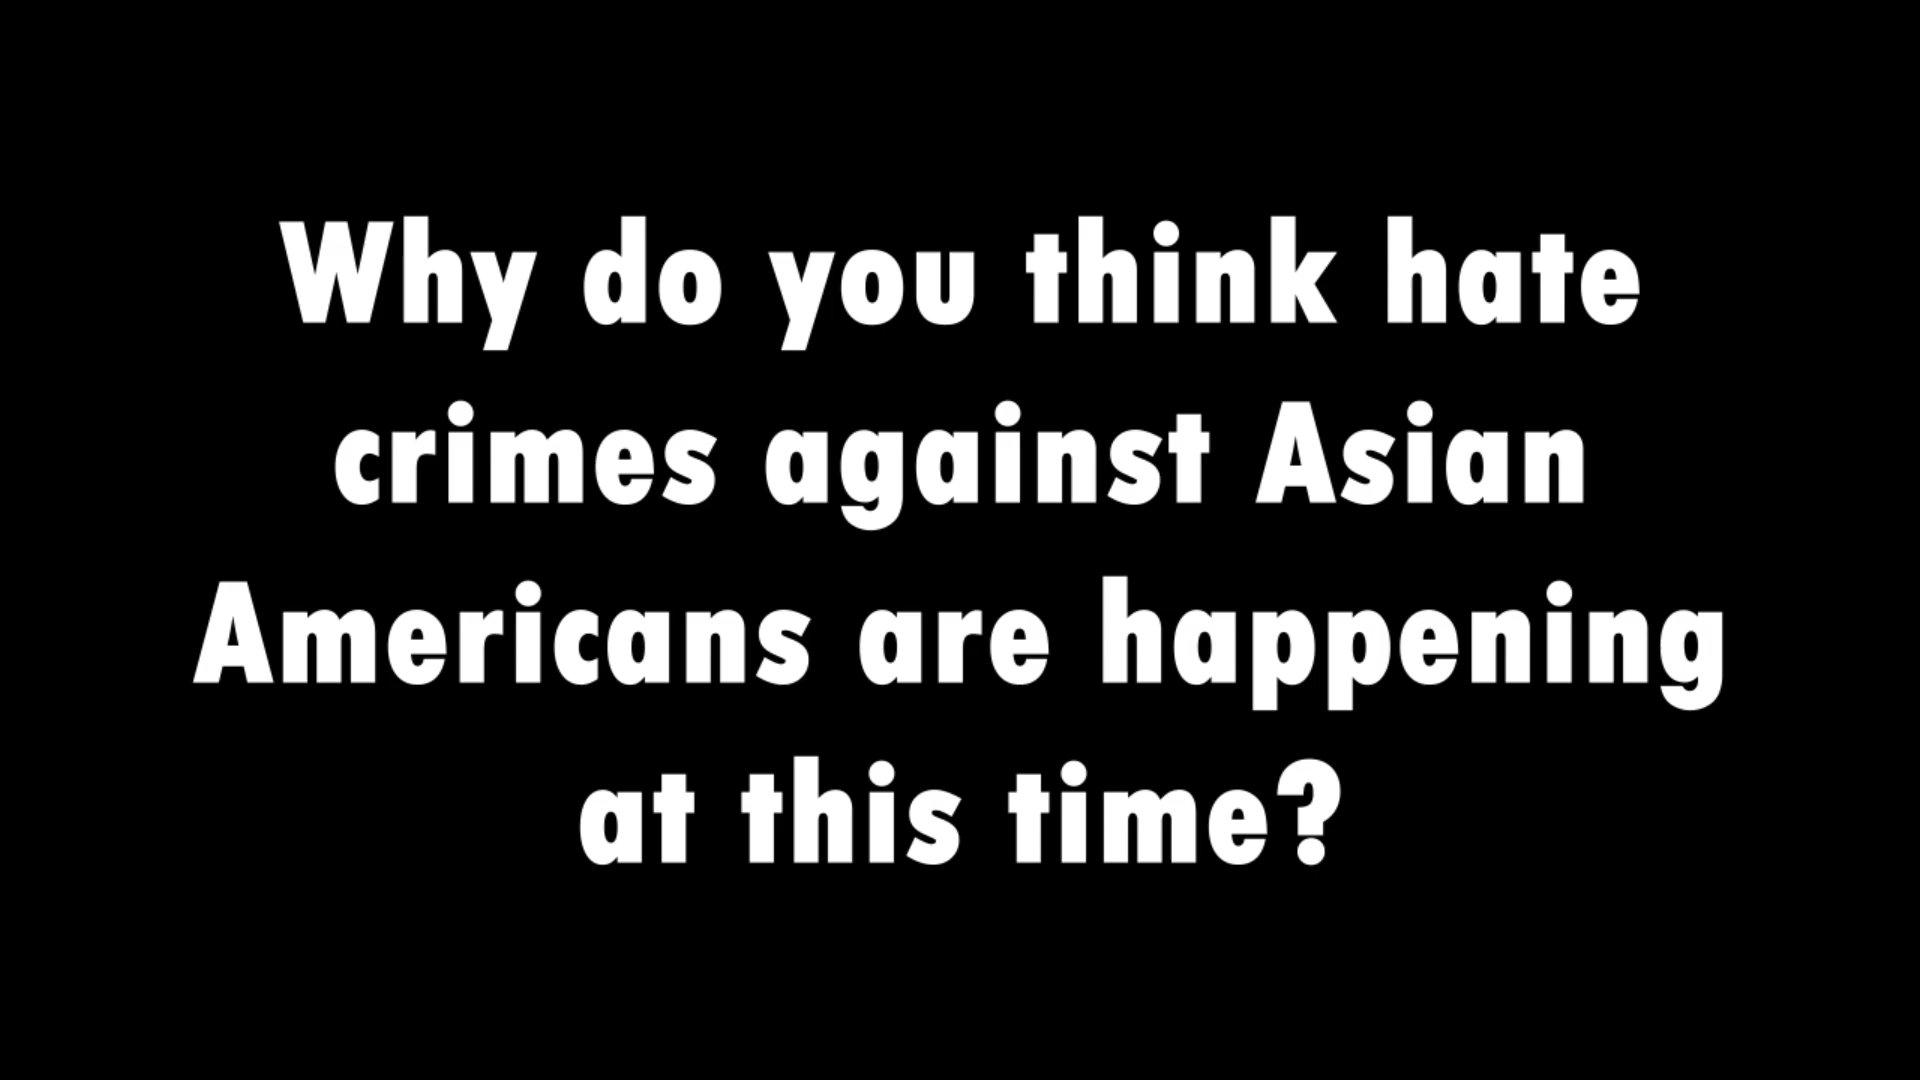 Why do you think hate
crimes against Asian
Americans are happening
at this time?